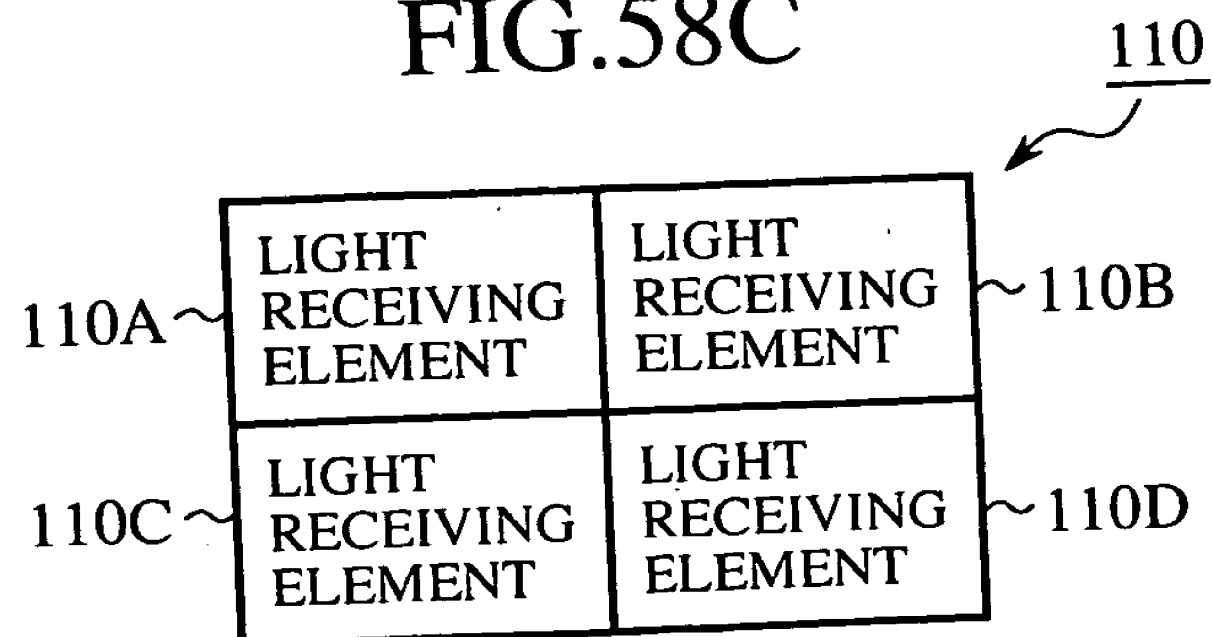 FIG.58C
110
110A
LIGHT
RECEIVING
ELEMENT
LIGHT
RECEIVING
ELEMENT
110B
110C
LIGHT
RECEIVING
ELEMENT
LIGHT
RECEIVING
ELEMENT
110D